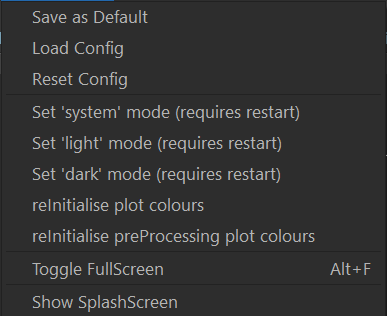 Save as Default
Load Config
Reset Config
Set 'system' mode (requires restart)
Set 'light' mode (requires restart)
Set 'dark' mode (requires restart)
reInitialise plot colours
reInitialise preProcessing plot colours
Toggle FullScreen Alt+F
Show SplashScreen